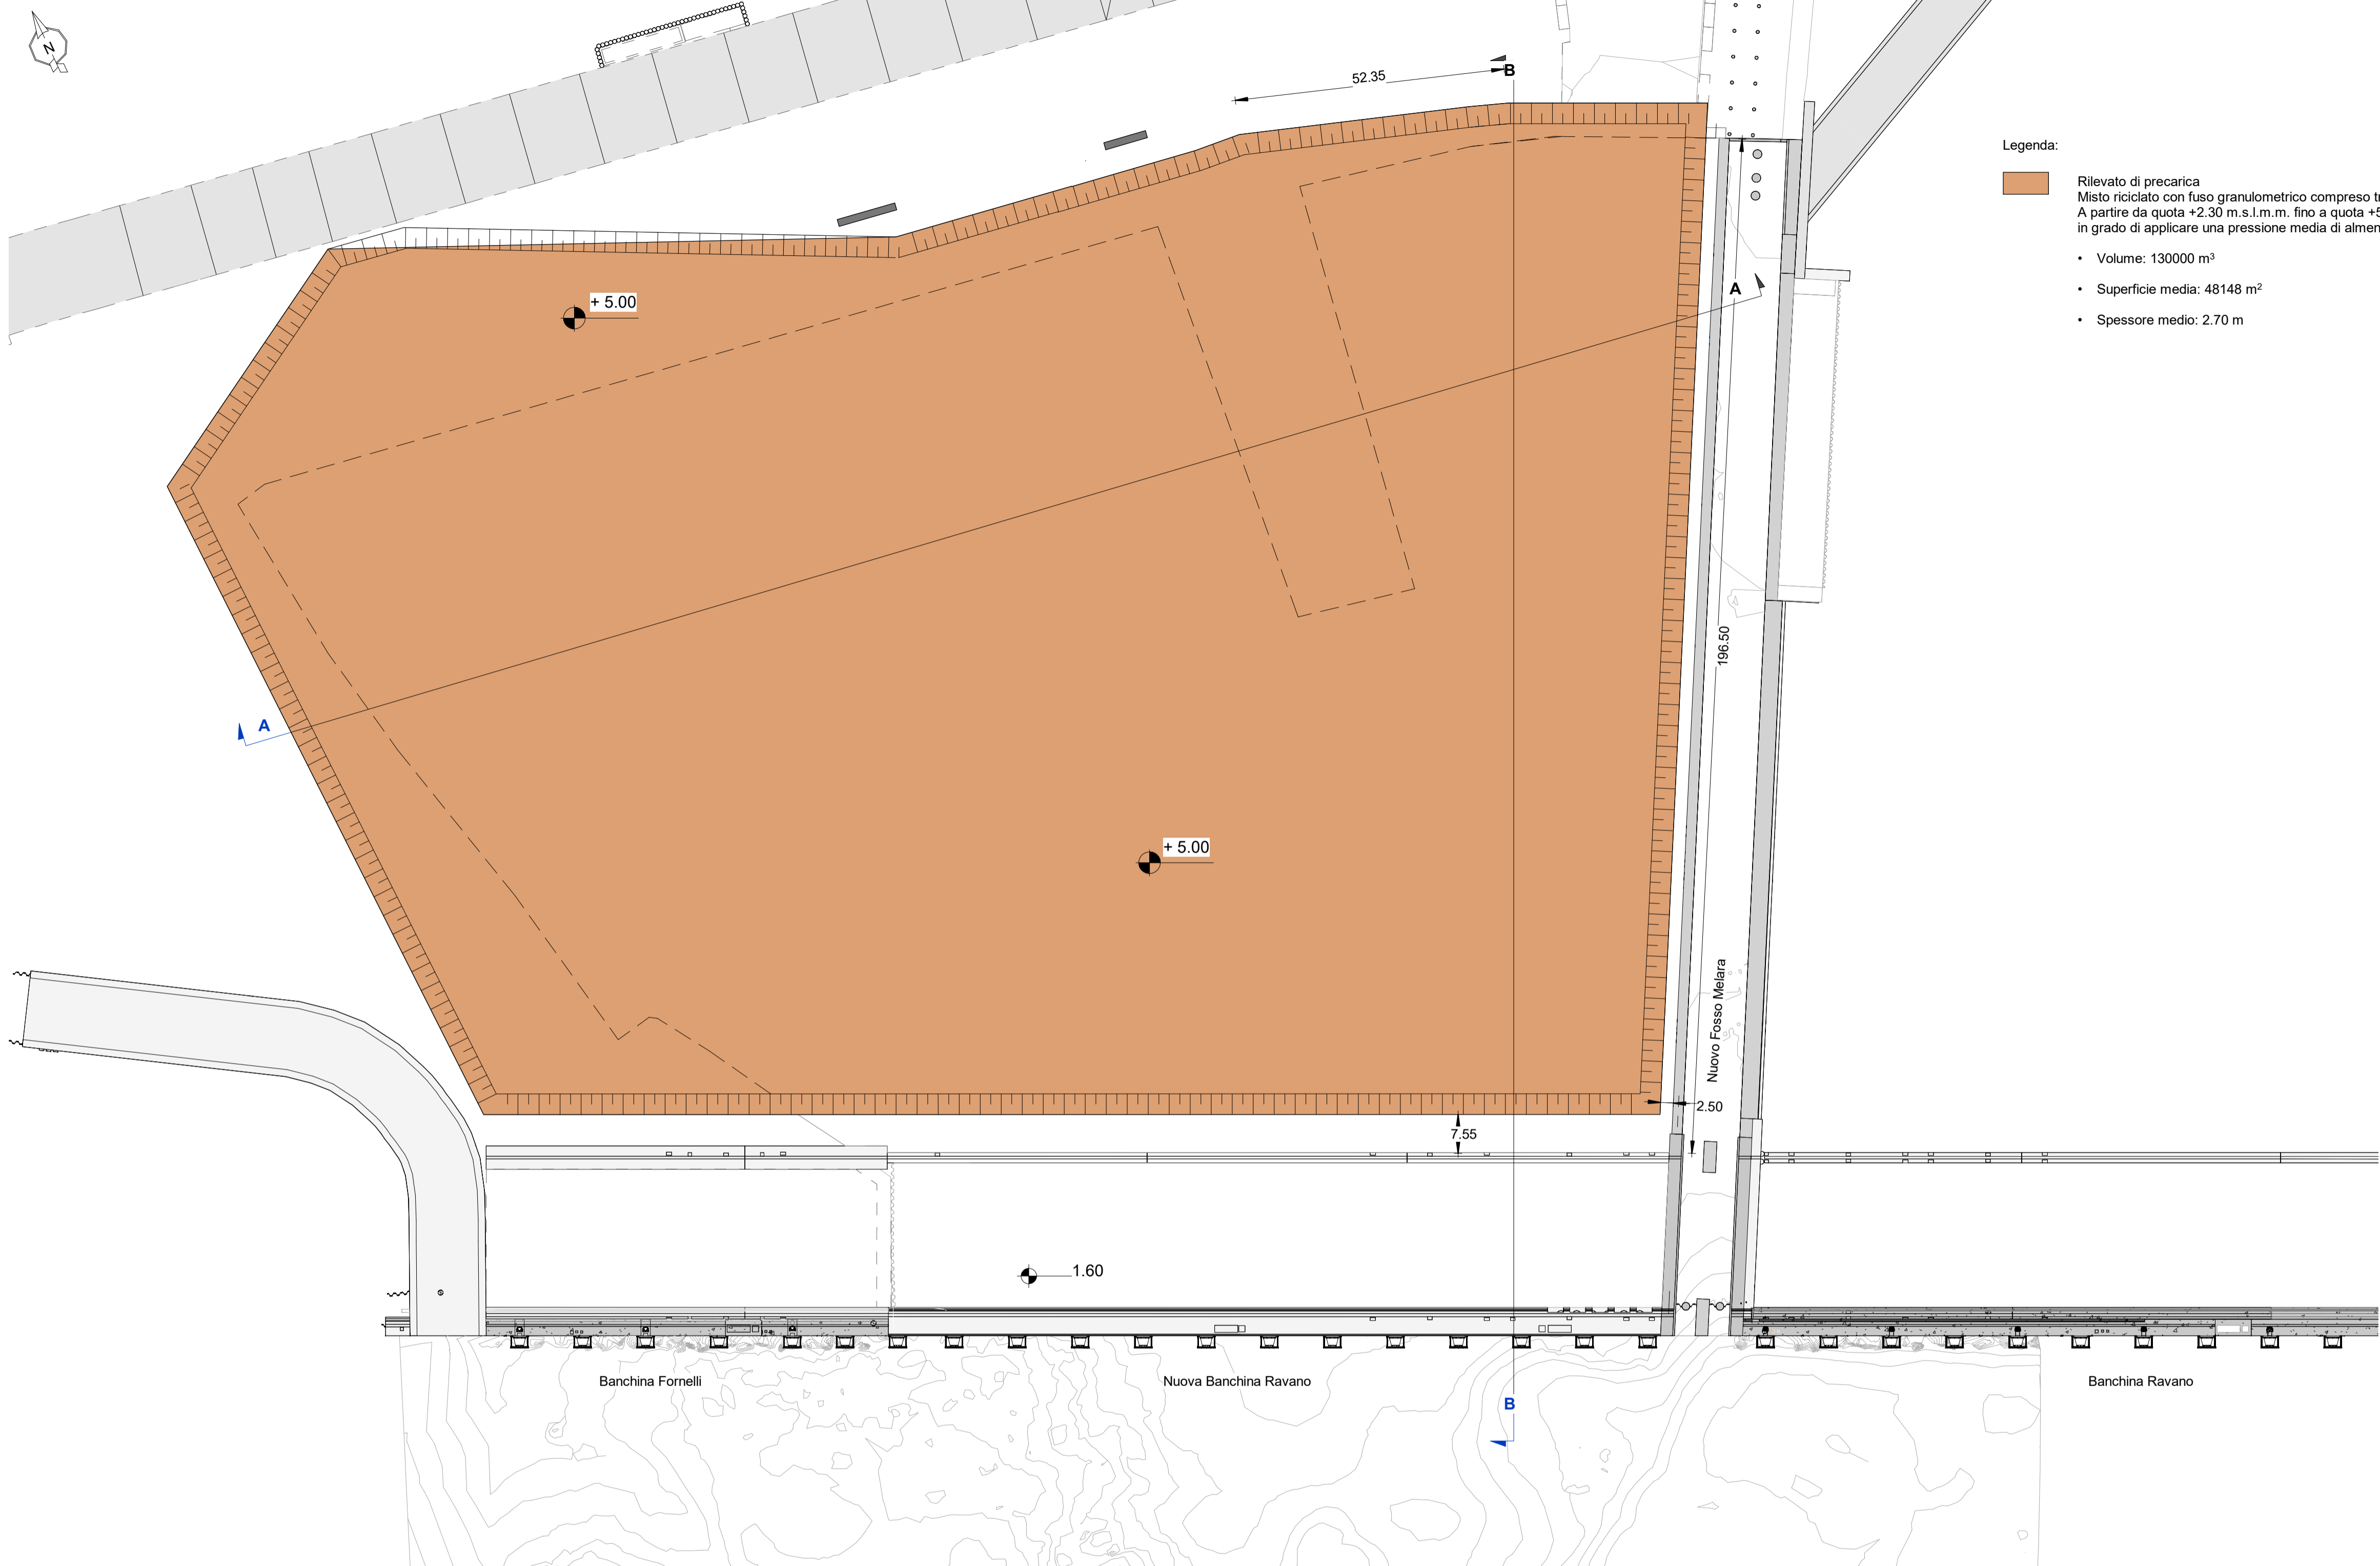 N
52.35
B
Legenda:
Rilevato di precarica
Misto riciclato con fuso granulometrico compreso
A partire da quota +2.30 m.s.l.m.m. fino a quota
in grado di applicare una pressione media di
• Volume: 130000 m³
• Superficie media: 48148 m²
• Spessore medio: 2.70 m
A
+ 5.00
196.50
A
+ 5.00
Nuovo Fosso Melara
2.50
7.55
1.60
Banchina Fornelli
Nuova Banchina Ravano
Banchina Ravano
B